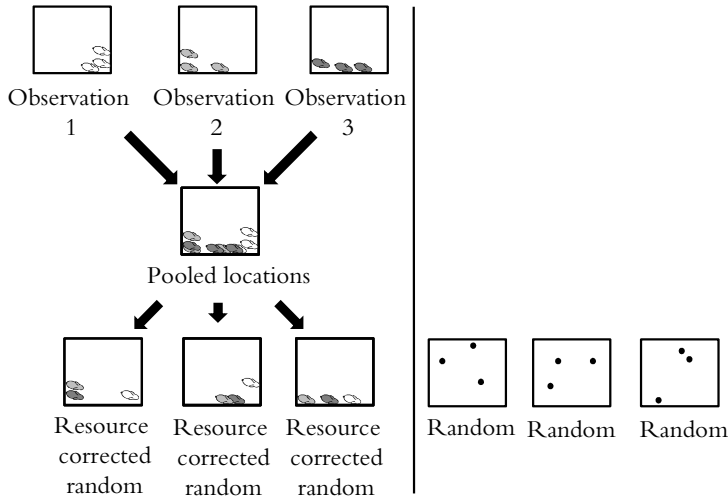 Observation
1
Observation
2
Observation
3
Pooled locations
Resource
corrected
random
Resource
corrected
random
Resource
corrected
random
Random
Random
Random